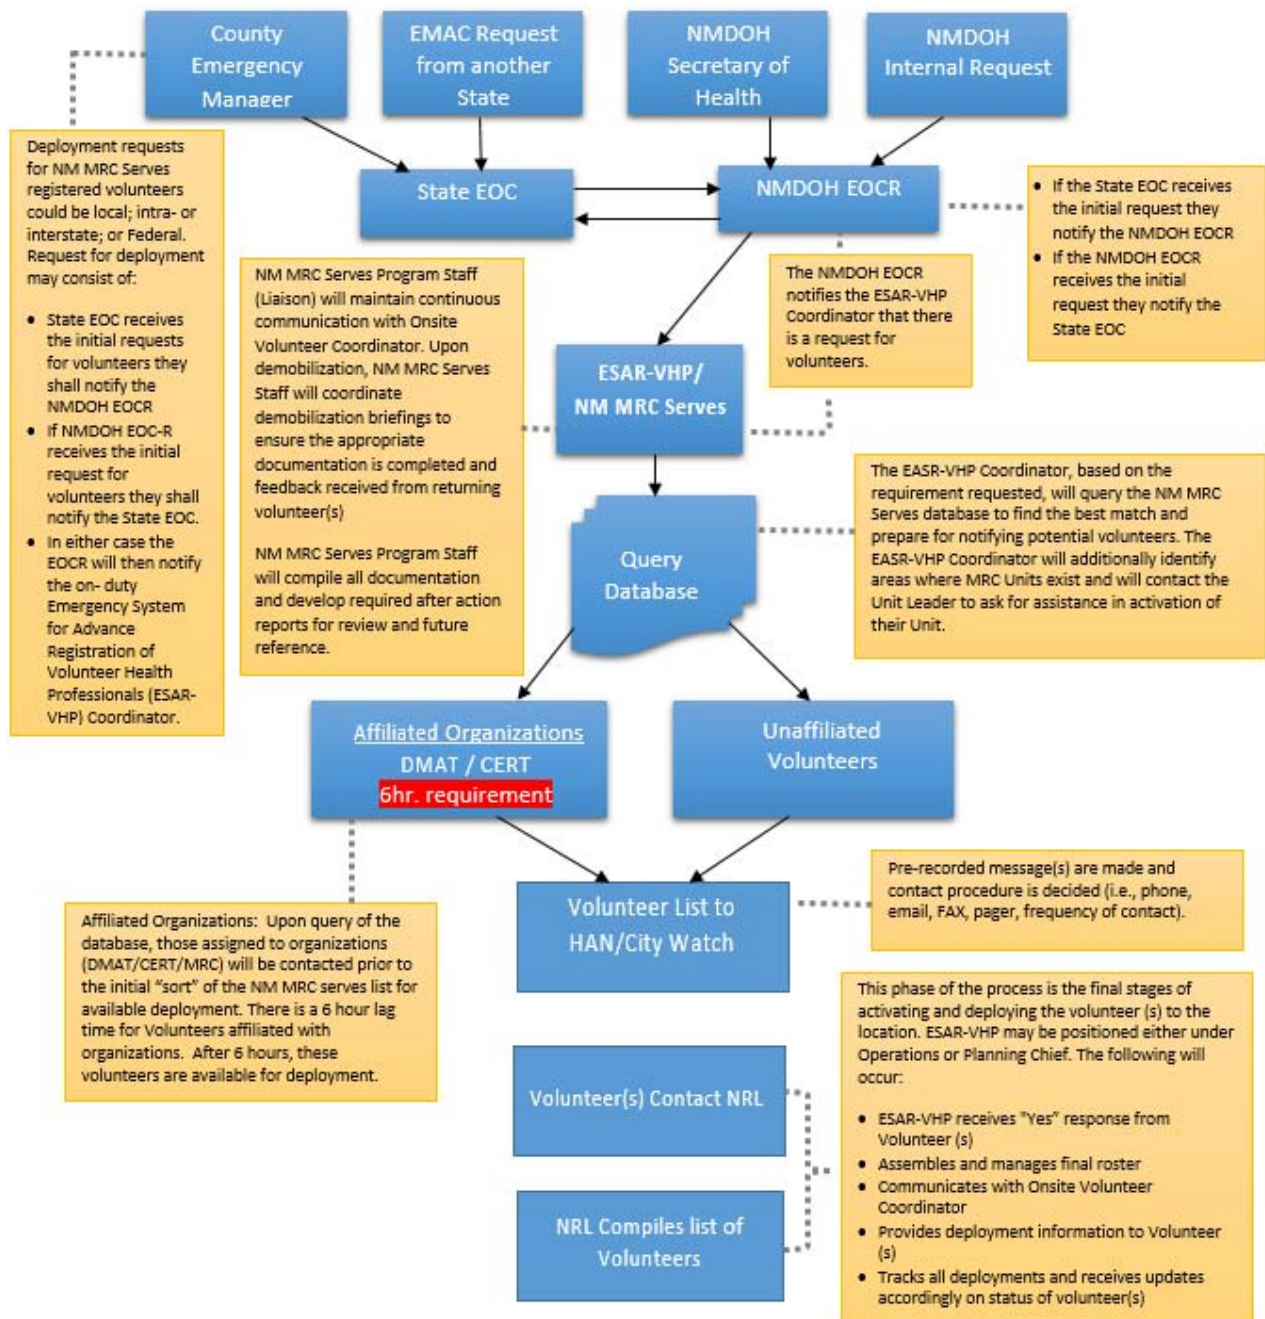 County
Emergency
Manager
EMAC Request
from another
State
NMDOH
Secretary of
Health
NMDOH
Internal Request
Deployment requests
for NM MRC Serves
registered volunteers
could be local; intra- or
interstate; or Federal.
Request for deployment
may consist of:
• State EOC receives
the initial requests
for volunteers they
shall notify the
NMDOH EOCR
• If NMDOH EOC-R
receives the initial
request for
volunteers they shall
notify the State EOC.
• In either case the
EOCR will then notify
the on- duty
Emergency System
for Advance
Registration of
Volunteer Health
Professionals (ESAR-
VHP) Coordinator.
State EOC
NMDOH EOCR
• If the State EOC receives
the initial request they
notify the NMDOH EOCR
• If the NMDOH EOCR
receives the initial
request they notify the
State EOC
NM MRC Serves Program Staff
(Liaison) will maintain continuous
communication with Onsite
Volunteer Coordinator. Upon
demobilization, NM MRC Serves
Staff will coordinate
demobilization briefings to
ensure the appropriate
documentation is completed and
feedback received from returning
volunteer(s)
NM MRC Serves Program Staff
will compile all documentation
and develop required after action
reports for review and future
reference.
The NMDOH EOCR
notifies the ESAR-VHP
Coordinator that there
is a request for
volunteers.
ESAR-VHP/
NM MRC Serves
The EASR-VHP Coordinator, based on the
requirement requested, will query the NM MRC
Serves database to find the best match and
prepare for notifying potential volunteers. The
EASR-VHP Coordinator will additionally identify
areas where MRC Units exist and will contact the
Unit Leader to ask for assistance in activation of
their Unit.
Query
Database
Affiliated Organizations
DMAT / CERT
6hr. requirement
Unaffiliated
Volunteers
Affiliated Organizations: Upon query of the
database, those assigned to organizations
(DMAT/CERT/MRC) will be contacted prior to
the initial “sort” of the NM MRC serves list for
available deployment. There is a 6 hour lag
time for Volunteers affiliated with
organizations. After 6 hours, these
volunteers are available for deployment.
Volunteer List to
HAN/City Watch
Pre-recorded message(s) are made and
contact procedure is decided (i.e., phone,
email, FAX, pager, frequency of contact).
Volunteer(s) Contact NRL
NRL Compiles list of
Volunteers
This phase of the process is the final stages of
activating and deploying the volunteer (s) to the
location. ESAR-VHP may be positioned either under
Operations or Planning Chief. The following will
occur:
• ESAR-VHP receives "Yes" response from
Volunteer (s)
• Assembles and manages final roster
• Communicates with Onsite Volunteer
Coordinator
• Provides deployment information to Volunteer
(s)
• Tracks all deployments and receives updates
accordingly on status of volunteer(s)